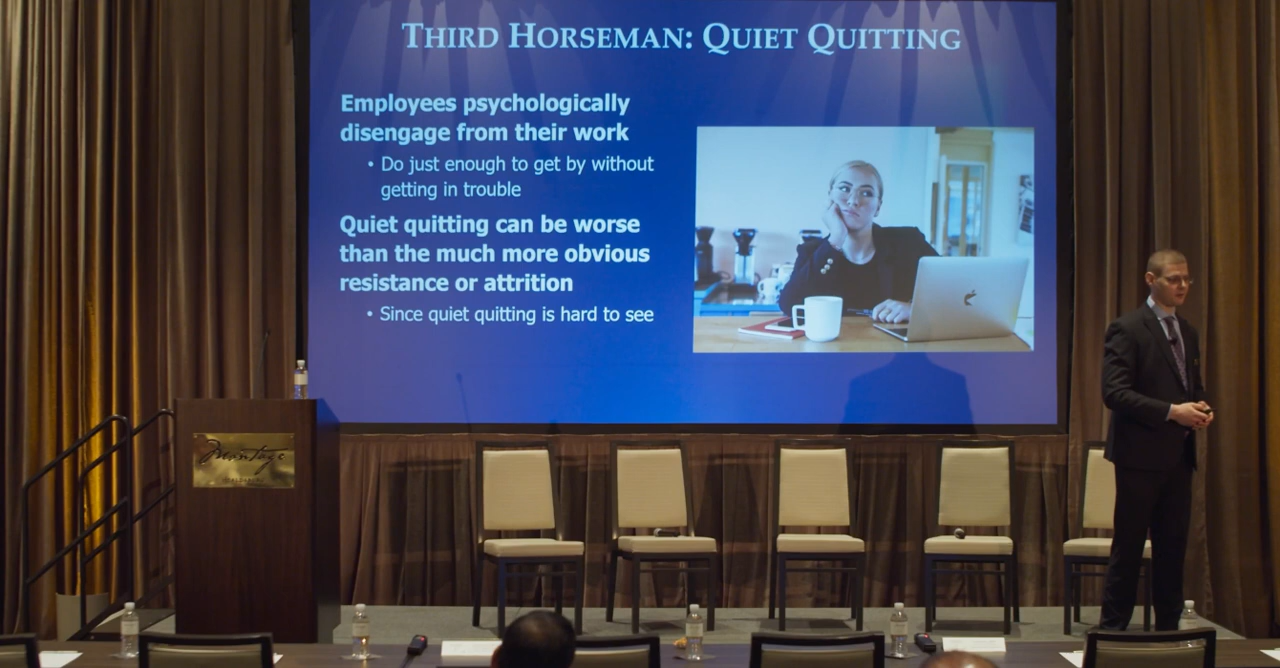 THIRD HORSEMAN: QUIET QUITTING
Employees psychologically
disengage from their work
• Do just enough to get by without
getting in trouble
Quiet quitting can be worse
than the much more obvious
resistance or attrition
• Since quiet quitting is hard to see
Montage